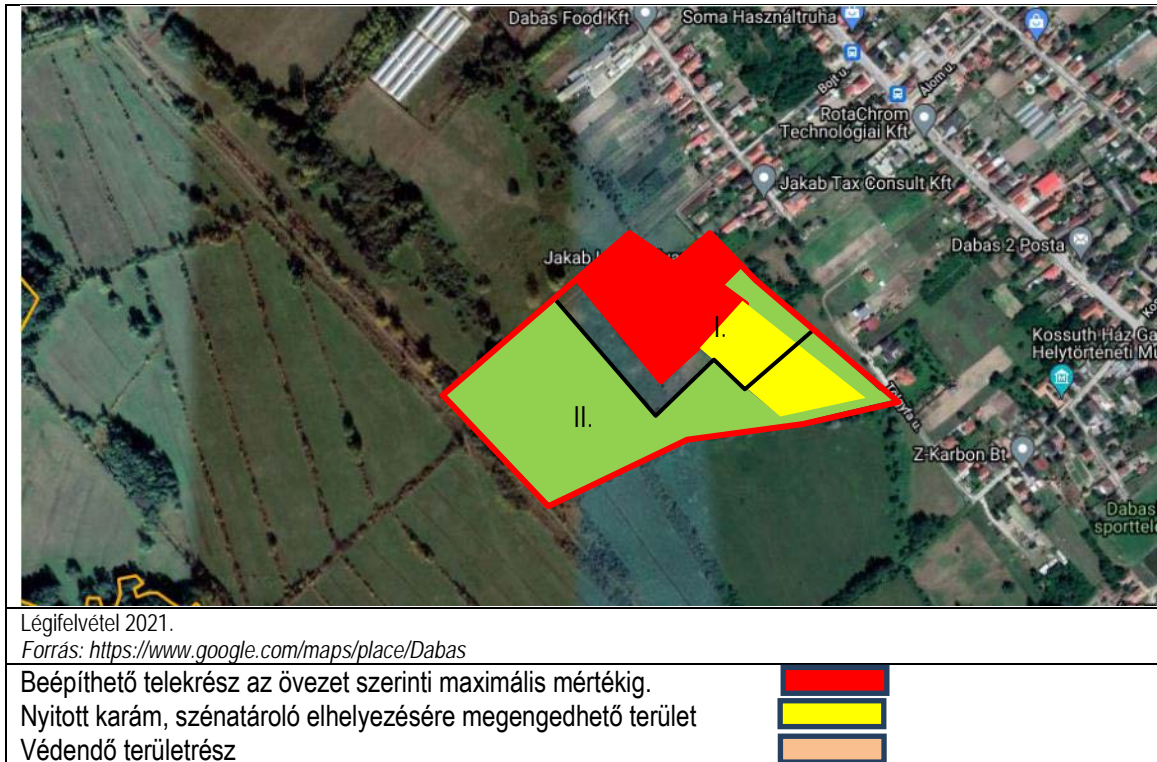 Dabas Food Kft
Soma Használtruha
Bojt u.
Álom u.
RotaChrom
Technológiai Kft
Jakab Tax Consult Kft
Dabas 2 Posta
Jakab
I.
Kossuth Ház Ga
Helytörténeti Mú
II.
Z-Karbon Bt
Dabas
sporttele
Légifelvétel 2021.
Forrás: https://www.google.com/maps/place/Dabas
Beépíthető telekrész az övezet szerinti maximális mértékig.
Nyitott karám, szénatároló elhelyezésére megengedhető terület
Védendő területrész